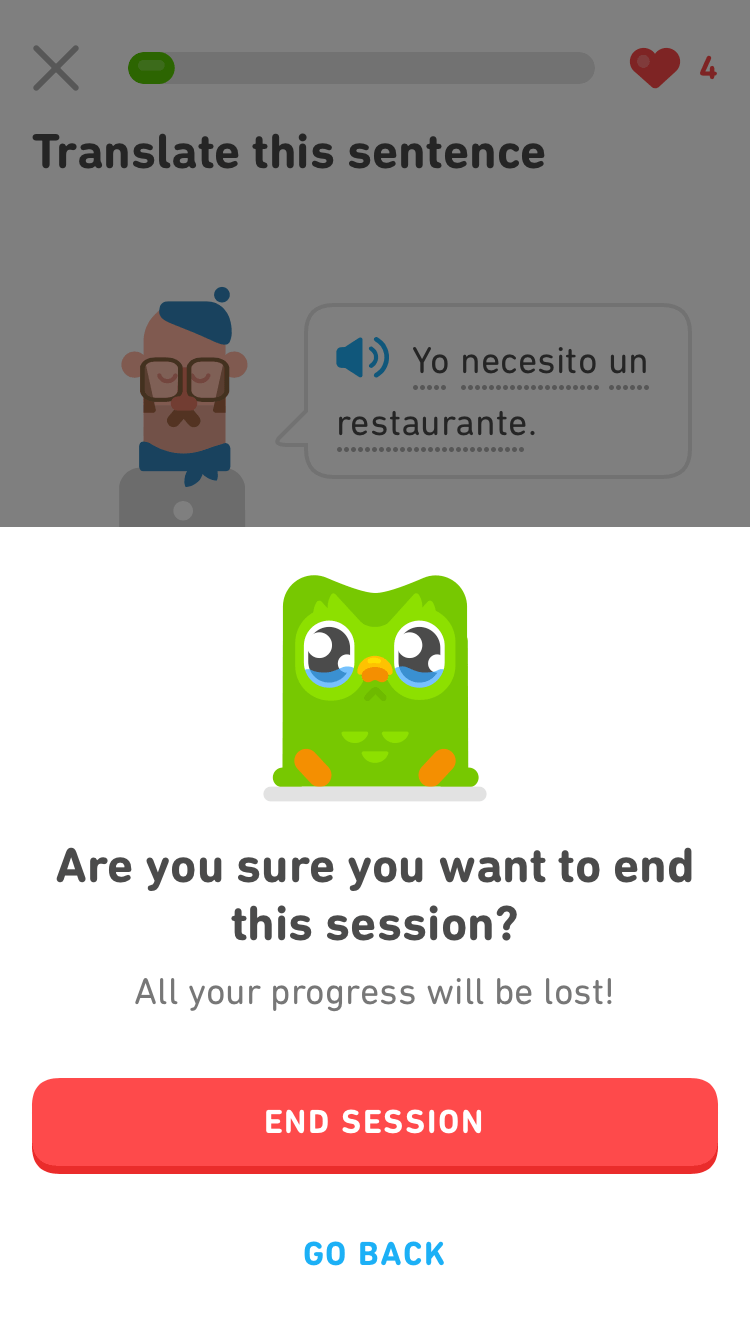 4
Translate this sentence
Yo necesito un
restaurante.
Are you sure you want to end
this session?
All your progress will be lost!
END SESSION
GO BACK